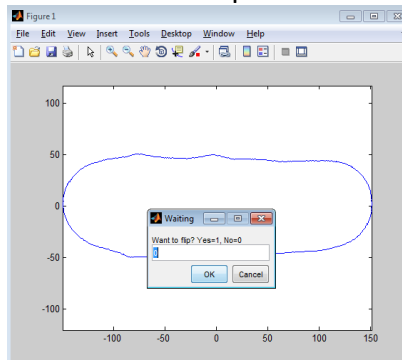 Figure 1
File Edit View Insert Tools Desktop Window Help
100
50
0
-50
-100
-100 -50 0 50 100 150
Waiting
Want to flip? Yes=1, No=0
0
OK Cancel